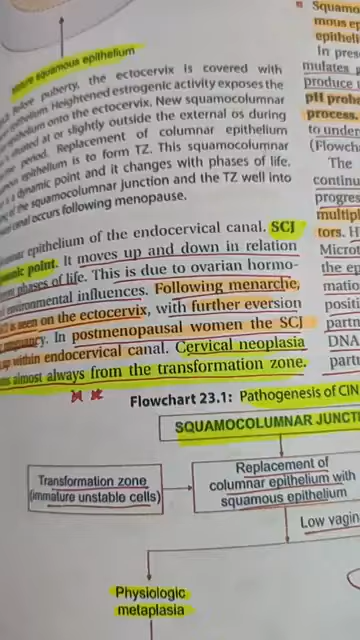 Mature squamous epithelium
Before puberty, the ectocervix is covered with
Heightened estrogenic activity exposes the
onto the ectocervix. New squamocolumnar
at or slightly outside the external os during
period. Replacement of columnar epithelium
epithelium is to form TZ. This squamocolumnar
is a dynamic point and it changes with phases of life.
of the squamocolumnar junction and the TZ well into
canal occurs following menopause.
epithelium of the endocervical canal. SCJ
point. It moves up and down in relation
phases of life. This is due to ovarian hormo-
environmental influences. Following menarche,
is seen on the ectocervix, with further eversion
pregnancy. In postmenopausal women the SCJ
up within endocervical canal. Cervical neoplasia
almost always from the transformation zone.
Flowchart 23.1: Pathogenesis of CIN
SQUAMOCOLUMNAR JUNCTI
Transformation zone
(immature unstable cells)
Replacement of
columnar epithelium with
squamous epithelium
Low vagin
Physiologic
metaplasia
Squamo
mous ep
epitheli
In pres
mulates
produce
pH prob
process.
to under
(Flowch
The
continu
progres
multipl
tors. H
Microt
the ep
matio
positi
partn
DNA
part